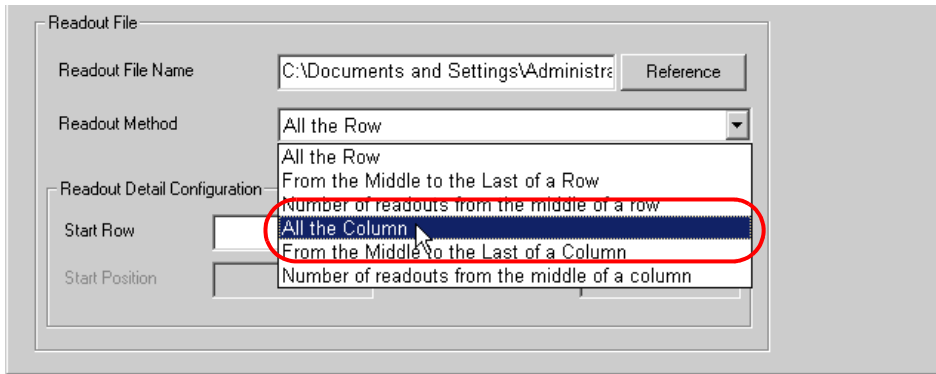 Readout File
Readout File Name C:\Documents and Settings\Administra Reference
Readout Method All the Row
All the Row
From the Middle to the Last of a Row
Readout Detail Configuration
Number of readouts from the middle of a row
Start Row All the Column
From the Middle to the Last of a Column
Start Position Number of readouts from the middle of a column